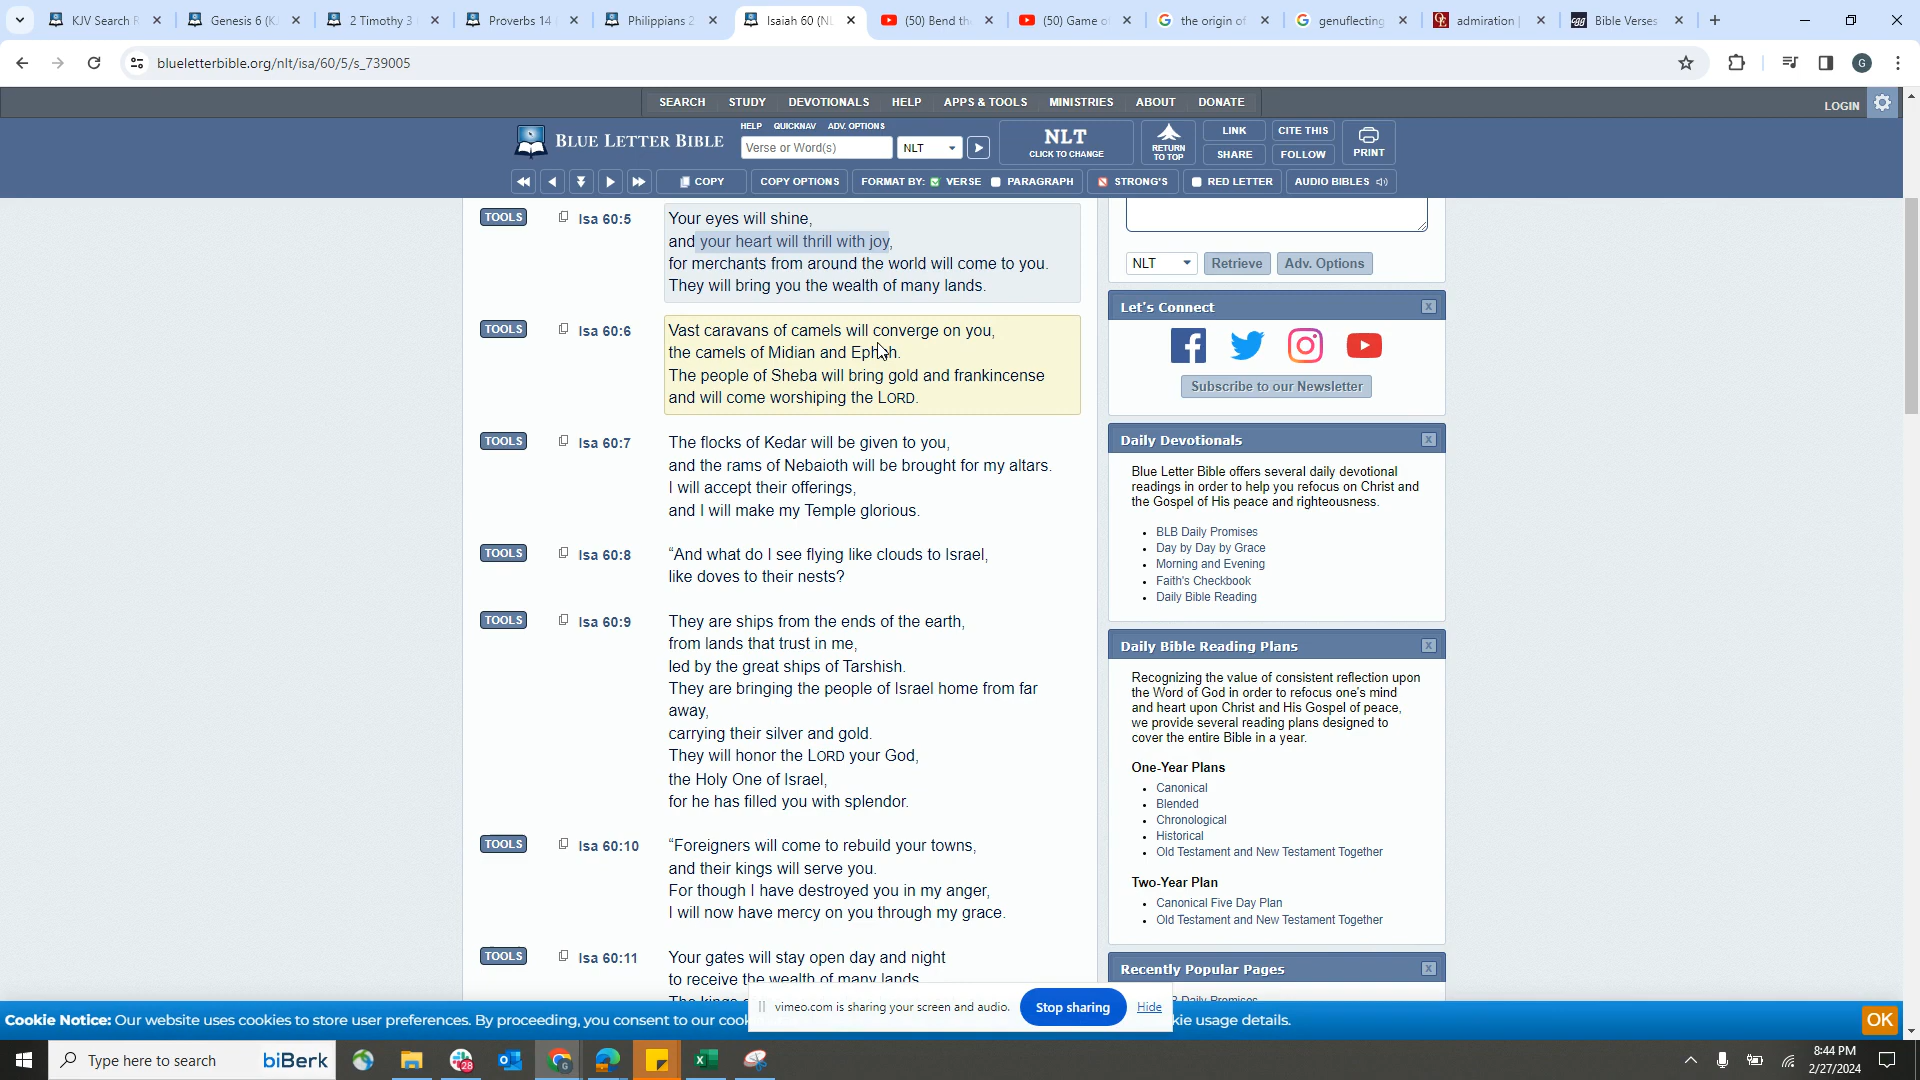 KJV Search R
Genesis 6 (K
2 Timothy 3
Proverbs 14
Philippians 2
Isaiah 60 (NL
(50) Bend th
(50) Game o
the origin of
genuflecting
admiration |
Bible Verses
blueletterbible.org/nlt/isa/60/5/s_739005
SEARCH STUDY DEVOTIONALS HELP APPS & TOOLS MINISTRIES ABOUT DONATE
LOGIN
BLUE LETTER BIBLE
HELP QUICKNAV ADV. OPTIONS
Verse or Word(s)
NLT
NLT
CLICK TO CHANGE
RETURN
TO TOP
LINK
CITE THIS
SHARE
FOLLOW
PRINT
COPY
COPY OPTIONS
FORMAT BY: VERSE PARAGRAPH
STRONG'S
RED LETTER
AUDIO BIBLES
TOOLS
Isa 60:5
Your eyes will shine,
and your heart will thrill with joy,
for merchants from around the world will come to you.
They will bring you the wealth of many lands.
TOOLS
Isa 60:6
Vast caravans of camels will converge on you,
the camels of Midian and Ephah.
The people of Sheba will bring gold and frankincense
and will come worshiping the LORD.
TOOLS
Isa 60:7
The flocks of Kedar will be given to you,
and the rams of Nebaioth will be brought for my altars.
I will accept their offerings,
and I will make my Temple glorious.
TOOLS
Isa 60:8
“And what do I see flying like clouds to Israel,
like doves to their nests?
TOOLS
Isa 60:9
They are ships from the ends of the earth,
from lands that trust in me,
led by the great ships of Tarshish.
They are bringing the people of Israel home from far
away,
carrying their silver and gold.
They will honor the LORD your God,
the Holy One of Israel,
for he has filled you with splendor.
TOOLS
Isa 60:10
“Foreigners will come to rebuild your towns,
and their kings will serve you.
For though I have destroyed you in my anger,
I will now have mercy on you through my grace.
TOOLS
Isa 60:11
Your gates will stay open day and night
to receive the wealth of many lands.
NLT
Retrieve
Adv. Options
Let's Connect
Subscribe to our Newsletter
Daily Devotionals
Blue Letter Bible offers several daily devotional
readings in order to help you refocus on Christ and
the Gospel of His peace and righteousness.
BLB Daily Promises
Day by Day by Grace
Morning and Evening
Faith's Checkbook
Daily Bible Reading
Daily Bible Reading Plans
Recognizing the value of consistent reflection upon
the Word of God in order to refocus one's mind
and heart upon Christ and His Gospel of peace,
we provide several reading plans designed to
cover the entire Bible in a year.
One-Year Plans
Canonical
Blended
Chronological
Historical
Old Testament and New Testament Together
Two-Year Plan
Canonical Five Day Plan
Old Testament and New Testament Together
Recently Popular Pages
Daily Promises
vimeo.com is sharing your screen and audio.
Stop sharing
Hide
Cookie Notice: Our website uses cookies to store user preferences. By proceeding, you consent to our cook
kie usage details.
OK
Type here to search
biBerk
28
G
G
8:44 PM
2/27/2024